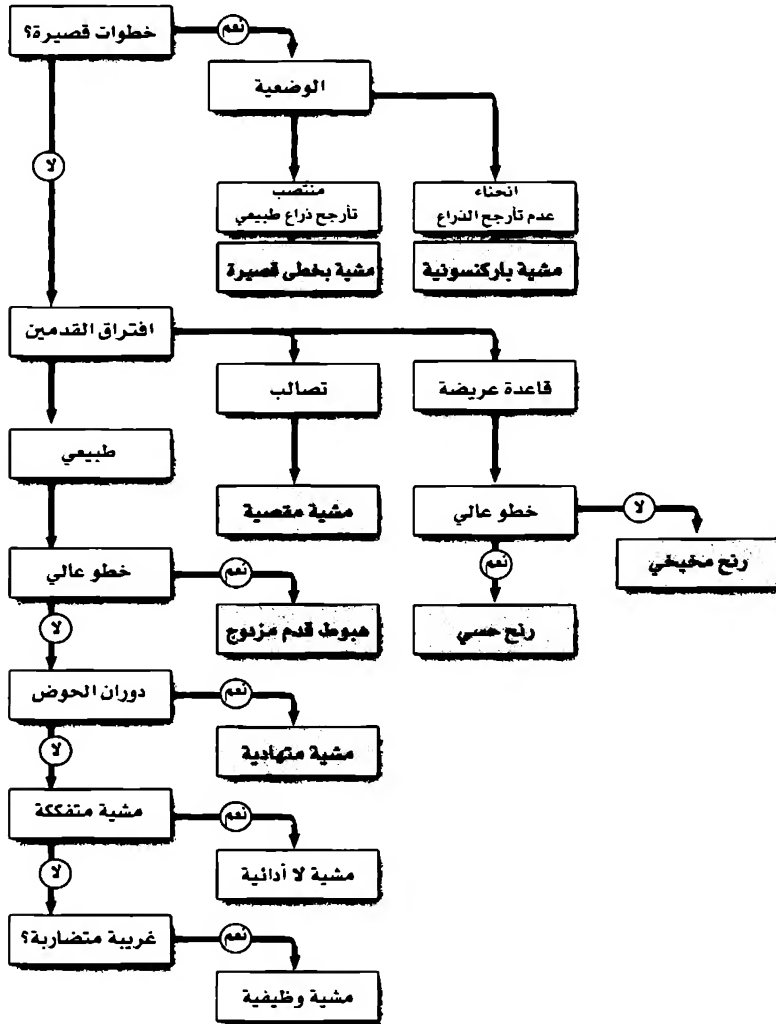 خطوات قصيرة؟
نعم
الوضعية
لا
منتصب
تأرجح ذراع طبيعي
انحناء
عدم تأرجح الذراع
مشية بخطى قصيرة
مشية باركنسونية
افتراق القدمين
تصالب
قاعدة عريضة
طبيعي
مشية مقصية
خطو عالي
لا
رنح مخيخي
خطو عالي
نعم
نعم
هبوط قدم مزدوج
رنح حسي
لا
دوران الحوض
نعم
لا
مشية متهادية
مشية متفككة
نعم
لا
مشية لا أدائية
غريبة متضاربة؟
نعم
مشية وظيفية